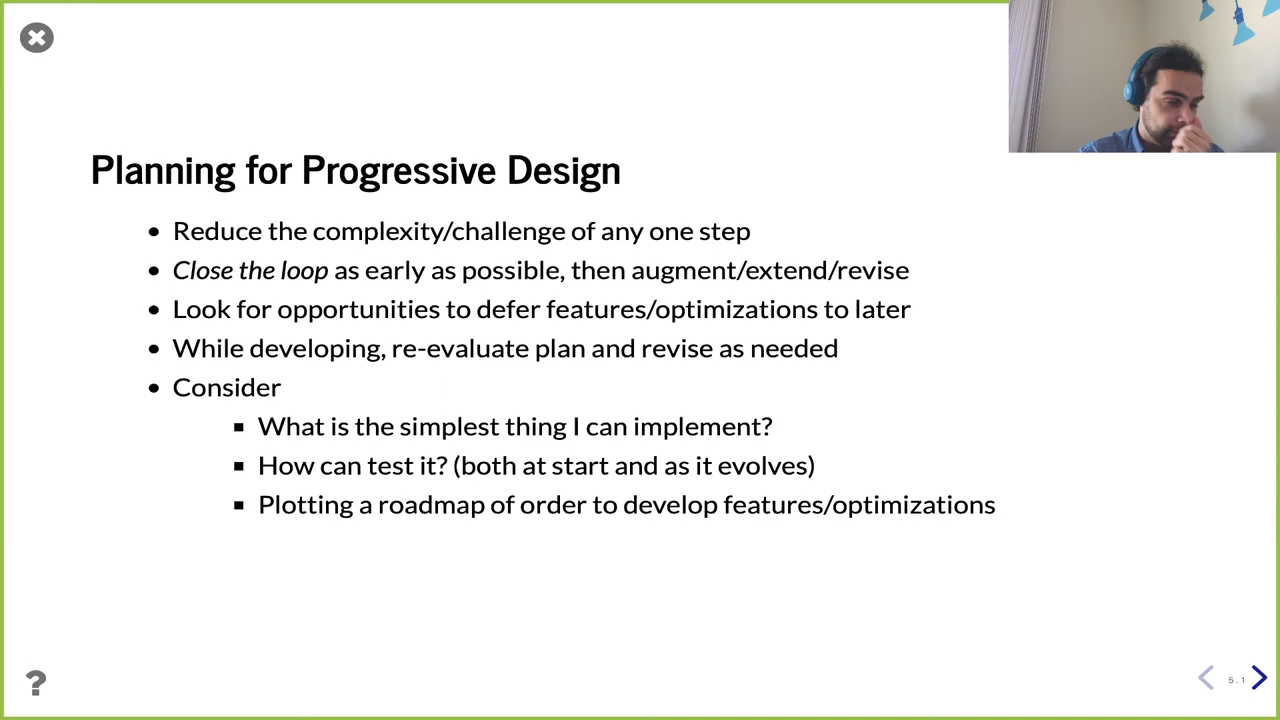 Planning for Progressive Design
• Reduce the complexity/challenge of any one step
• Close the loop as early as possible, then augment/extend/revise
• Look for opportunities to defer features/optimizations to later
• While developing, re-evaluate plan and revise as needed
• Consider
▪ What is the simplest thing I can implement?
▪ How can test it? (both at start and as it evolves)
▪ Plotting a roadmap of order to develop features/optimizations
?
5.1